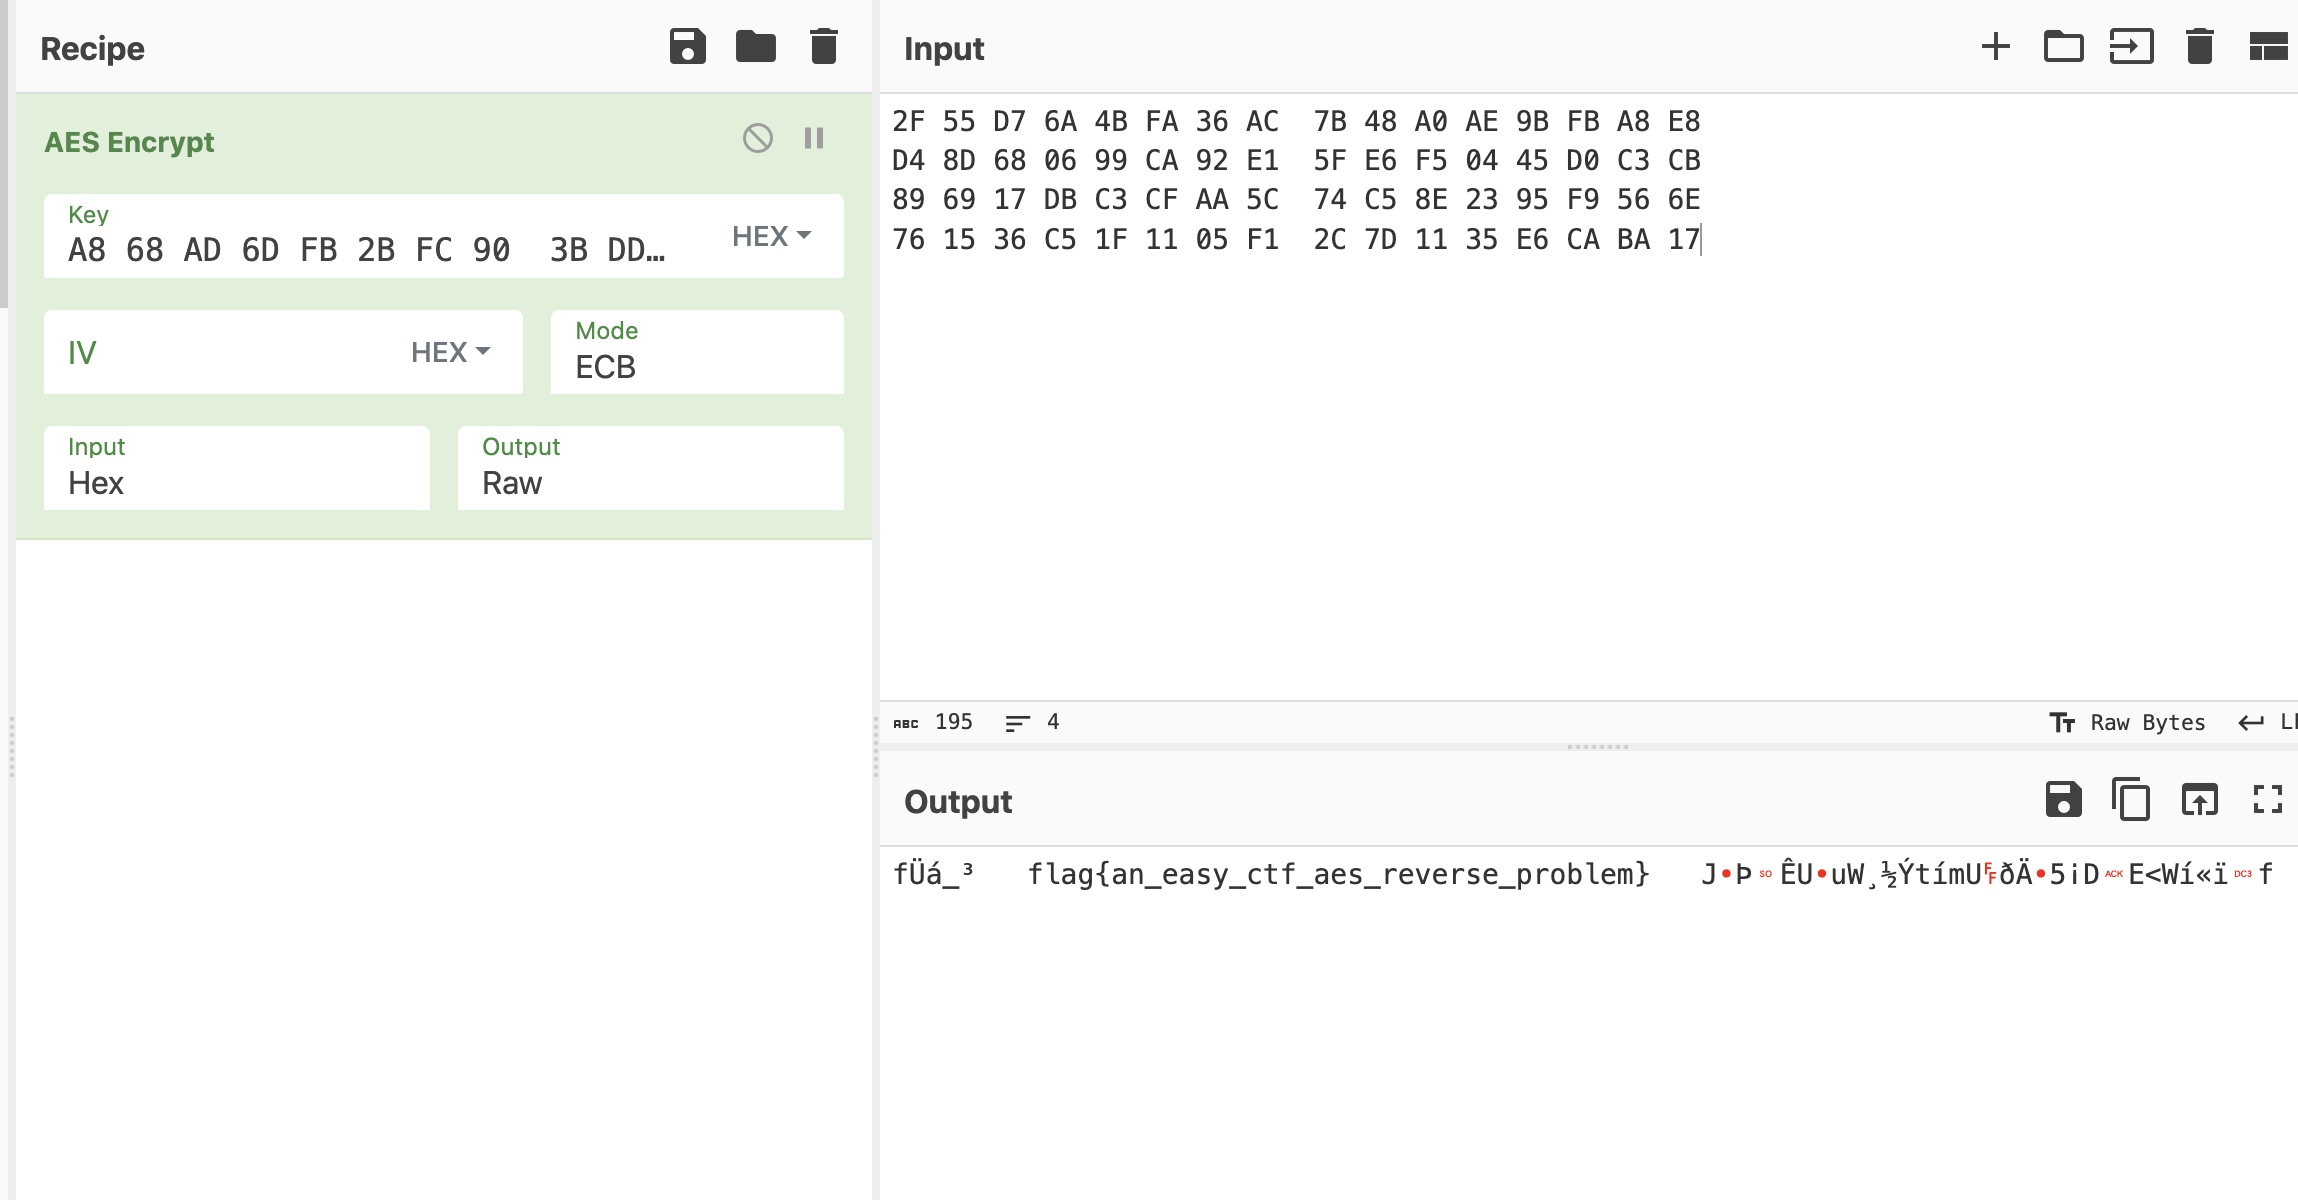 Recipe
AES Encrypt
Key
A8 68 AD 6D FB 2B FC 90  3B DD…
HEX
IV
HEX
Mode
ECB
Input
Hex
Output
Raw
Input
2F 55 D7 6A 4B FA 36 AC  7B 48 A0 AE 9B FB A8 E8
D4 8D 68 06 99 CA 92 E1  5F E6 F5 04 45 D0 C3 CB
89 69 17 DB C3 CF AA 5C  74 C5 8E 23 95 F9 56 6E
76 15 36 C5 1F 11 05 F1  2C 7D 11 35 E6 CA BA 17
ABC 195 4
Raw Bytes
Output
fÜá_³   flag{an_easy_ctf_aes_reverse_problem}   J•Þ SO ÊU•uW¸½ÝtímU FF ðÄ•5¡D ACK E<Wí«ï DC3 f